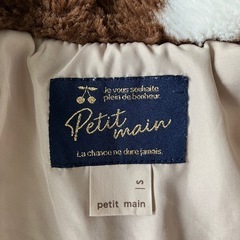 Je vous souhaite
plein de bonheur.
Petit
main
La chance ne dure jamais.
S
petit main